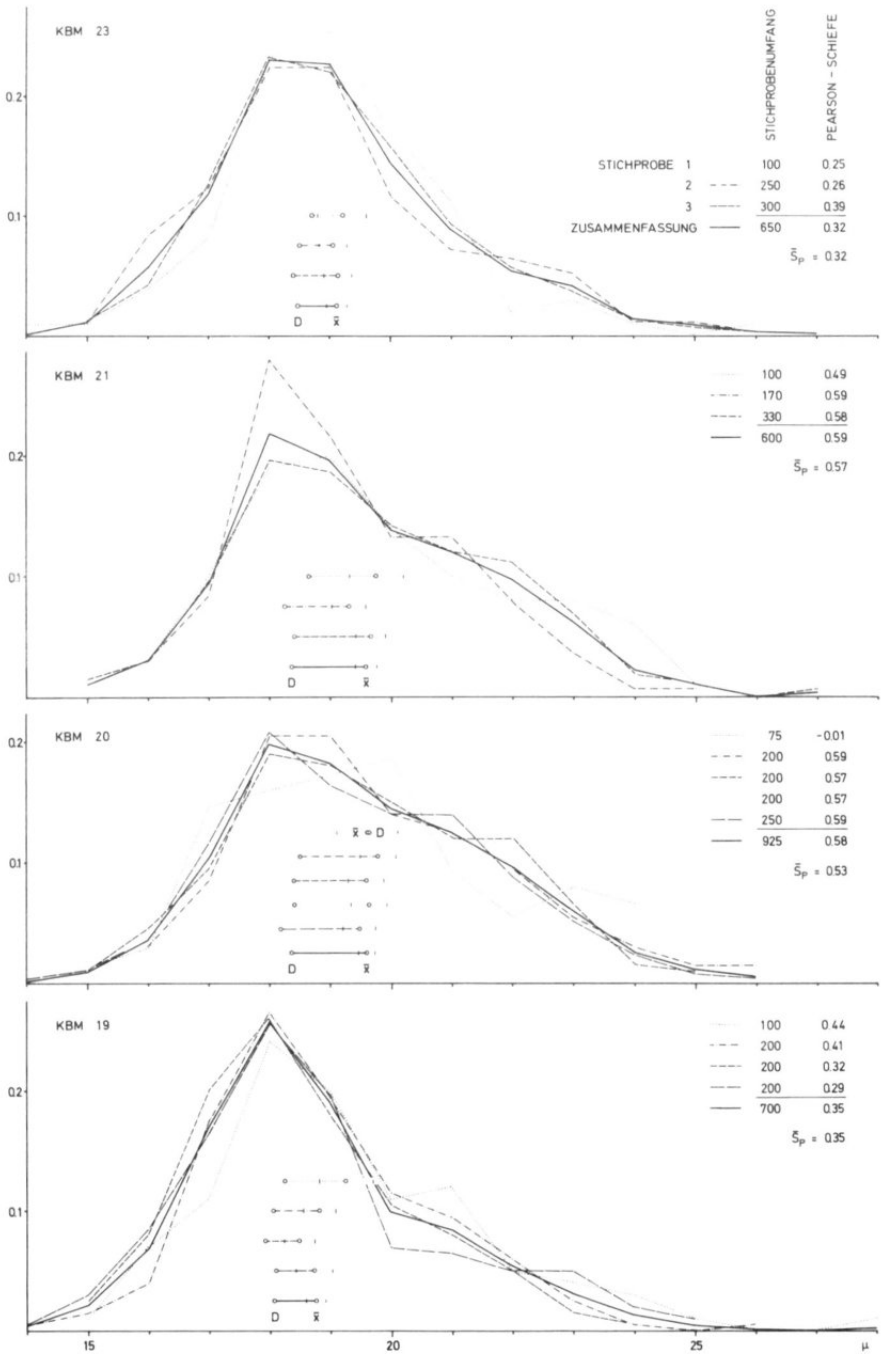 KBM 23
STICHPROBENUMFANG
PEARSON - SCHIEFE
0.2
STICHPROBE 1 100 0.25
2 250 0.26
3 300 0.39
0.1
ZUSAMMENFASSUNG 650 0.32
S̄p = 0.32
D x̄
KBM 21
100 0.49
170 0.59
330 0.58
600 0.59
0.2
S̄p = 0.57
0.1
D x̄
KBM 20
0.2
75 -0.01
200 0.59
200 0.57
200 0.57
250 0.59
925 0.58
x̄ D
0.1
S̄p = 0.53
D x̄
KBM 19
100 0.44
200 0.41
200 0.32
200 0.29
0.2
700 0.35
S̄p = 0.35
0.1
D x̄
15 20 25 μ